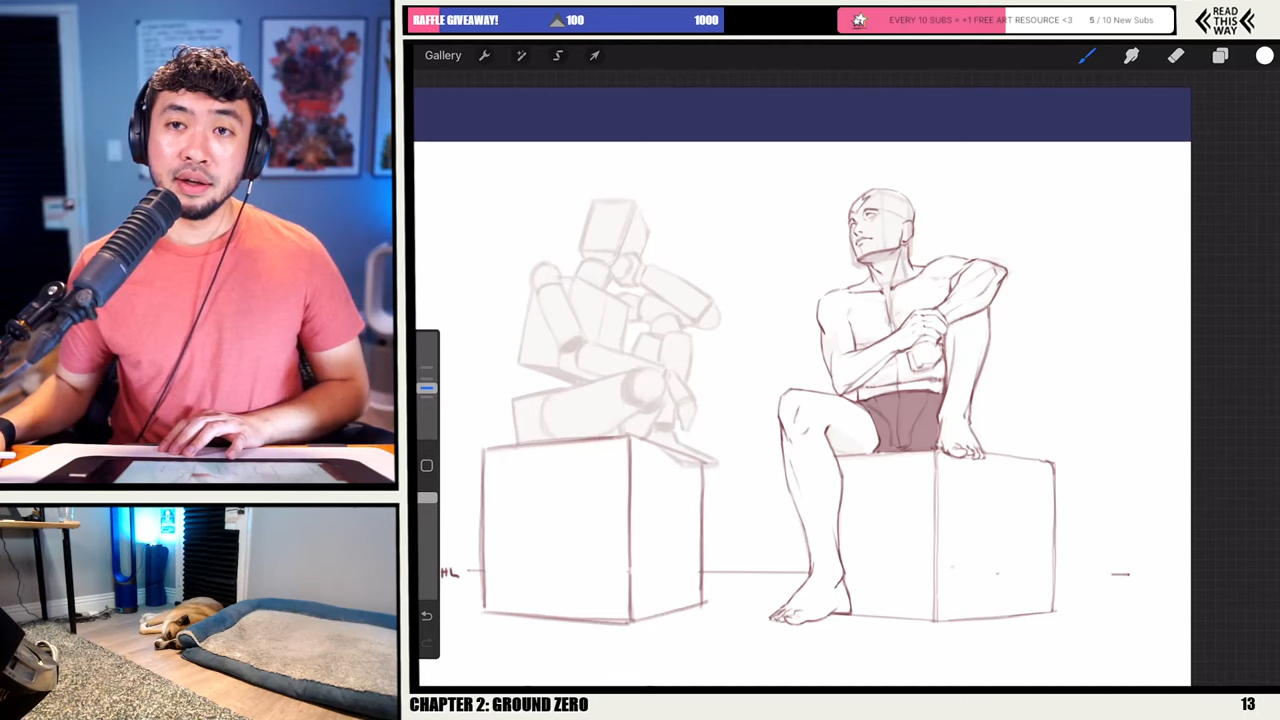 RAFFLE GIVEAWAY!
100
1000
EVERY 10 SUBS = +1 FREE ART RESOURCE <3
5 / 10 New Subs
READ
THIS
WAY
Gallery
HL
CHAPTER 2: GROUND ZERO
13